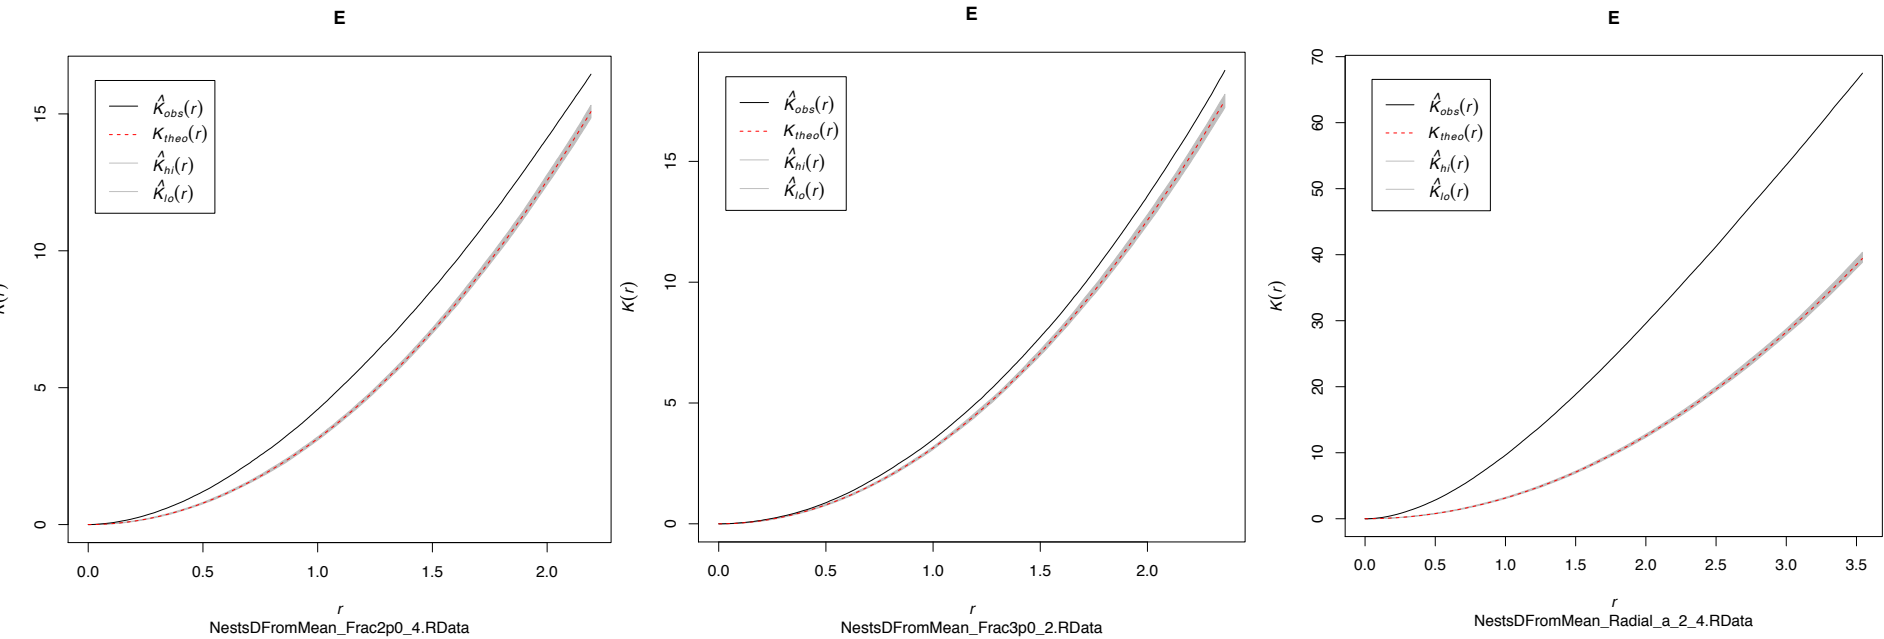 E
K̂obs(r)
Ktheo(r)
K̂hi(r)
K̂lo(r)
15
10
5
0
K(r)
0.0 0.5 1.0 1.5 2.0
r
NestsDFromMean_Frac2p0_4.RData
E
K̂obs(r)
Ktheo(r)
K̂hi(r)
K̂lo(r)
15
10
5
0
K(r)
0.0 0.5 1.0 1.5 2.0
r
NestsDFromMean_Frac3p0_2.RData
E
K̂obs(r)
Ktheo(r)
K̂hi(r)
K̂lo(r)
70
60
50
40
30
20
10
0
K(r)
0.0 0.5 1.0 1.5 2.0 2.5 3.0 3.5
r
NestsDFromMean_Radial_a_2_4.RData